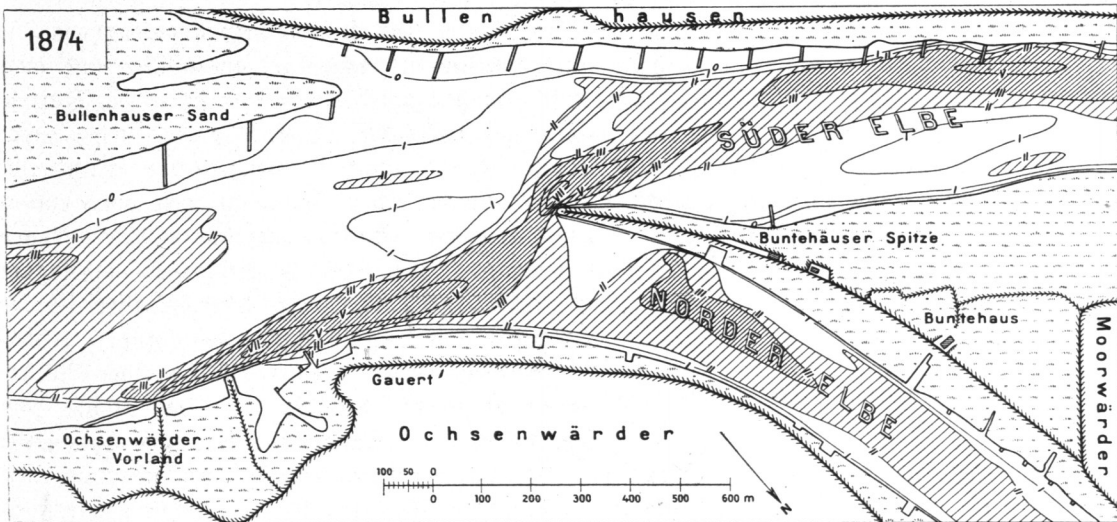 1874
Bullenhausen
Bullenhauser Sand
SÜDER ELBE
Buntehäuser Spitze
NORDER ELBE
Buntehaus
Moorwärder
Gauert
Ochsenwärder
Ochsenwärder
Vorland
100 50 0
0 100 200 300 400 500 600 m
N